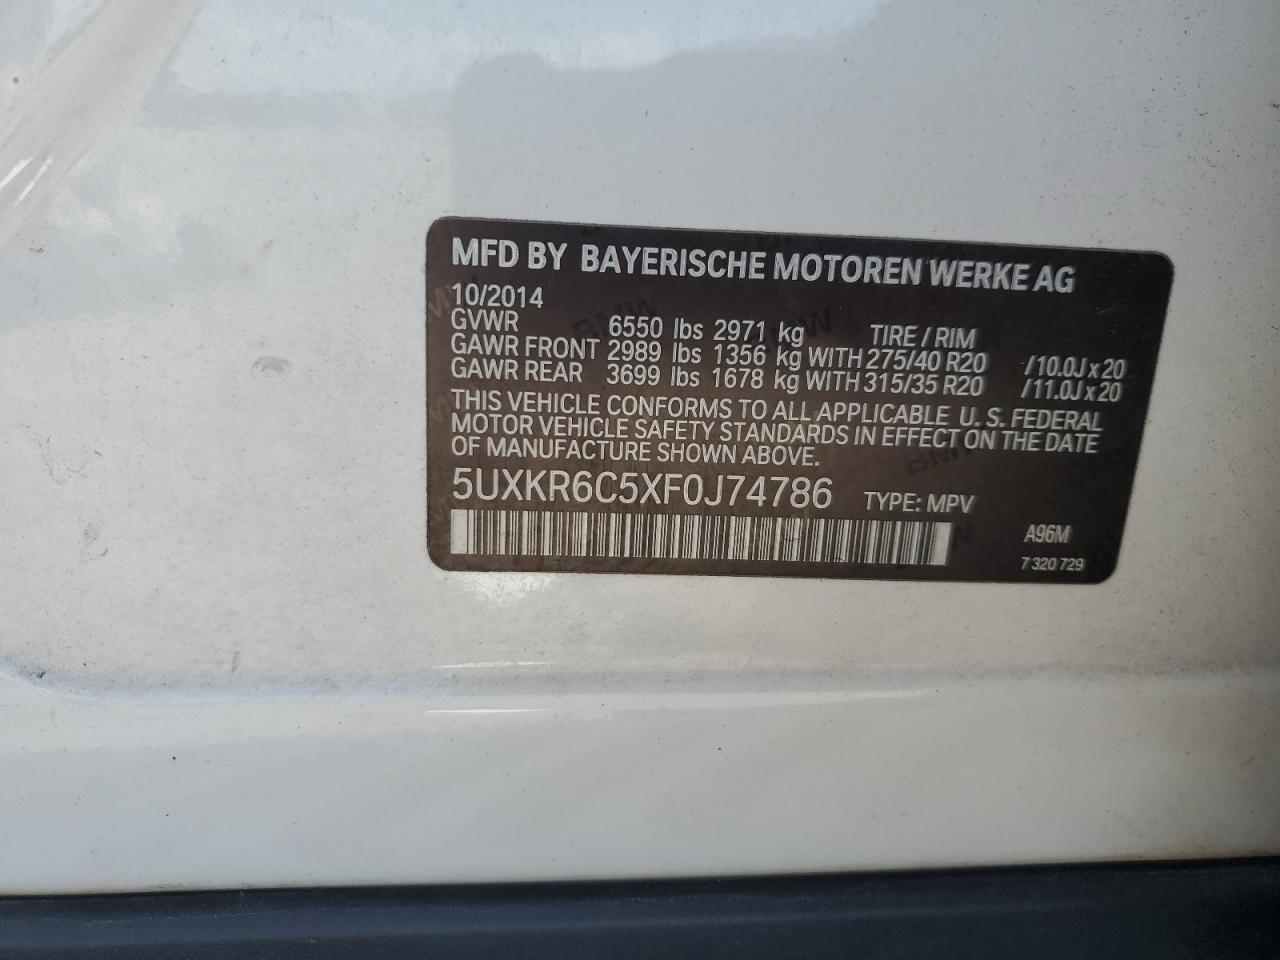 MFD BY BAYERISCHE MOTOREN WERKE AG
10/2014
GVWR 6550 lbs 2971 kg TIRE / RIM
GAWR FRONT 2989 lbs 1356 kg WITH 275/40 R20 /10.0J x 20
GAWR REAR 3699 lbs 1678 kg WITH 315/35 R20 /11.0J x 20
THIS VEHICLE CONFORMS TO ALL APPLICABLE U. S. FEDERAL
MOTOR VEHICLE SAFETY STANDARDS IN EFFECT ON THE DATE
OF MANUFACTURE SHOWN ABOVE.
5UXKR6C5XF0J74786 TYPE: MPV
A96M
7 320 729